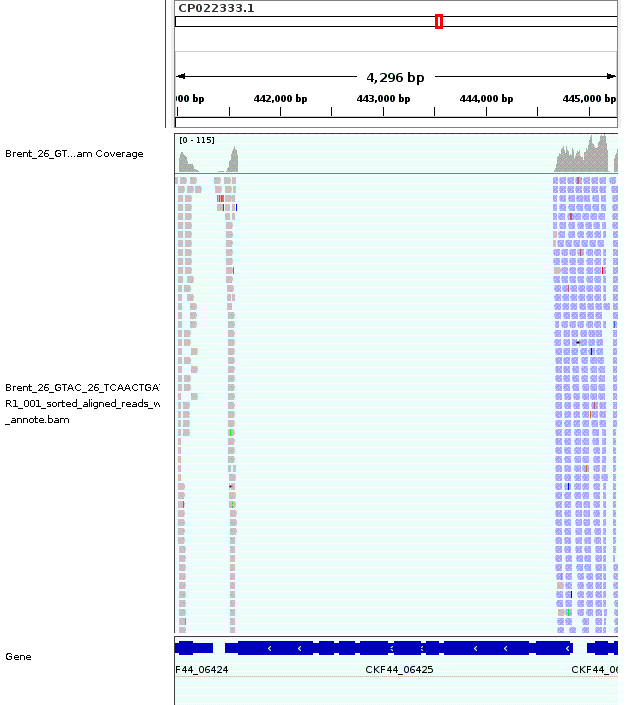 CP022333.1
4,296 bp
000 bp 442,000 bp 443,000 bp 444,000 bp 445,000 bp
[0 - 115]
Brent_26_GT...am Coverage
Brent_26_GTAC_26_TCAACTGA
R1_001_sorted_aligned_reads_w
_annote.bam
Gene
F44_06424 CKF44_06425 CKF44_06